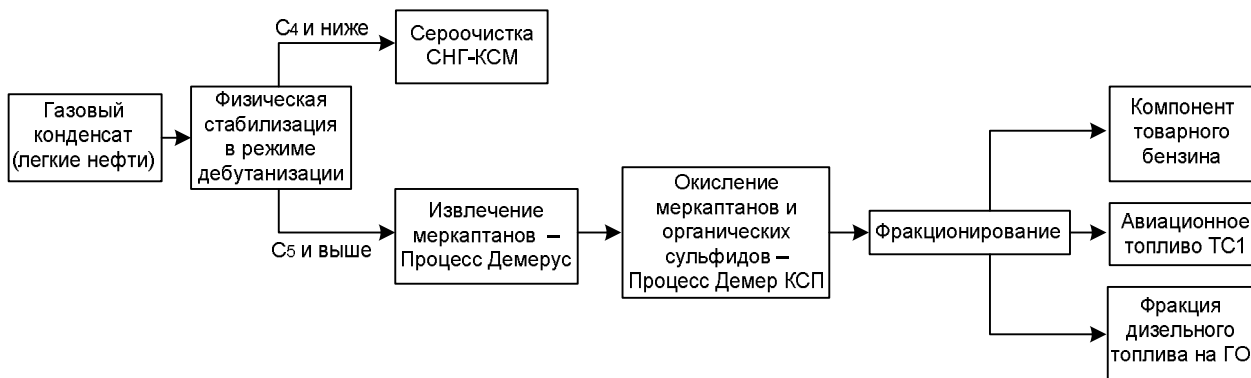 Газовый
конденсат
(легкие нефти)
Физическая
стабилизация
в режиме
дебутанизации
C4 и ниже
Сероочистка
СНГ-КСМ
C5 и выше
Извлечение
меркаптанов –
Процесс Демерус
Окисление
меркаптанов и
органических
сульфидов –
Процесс Демер КСП
Фракционирование
Компонент
товарного
бензина
Авиационное
топливо ТС1
Фракция
дизельного
топлива на ГО